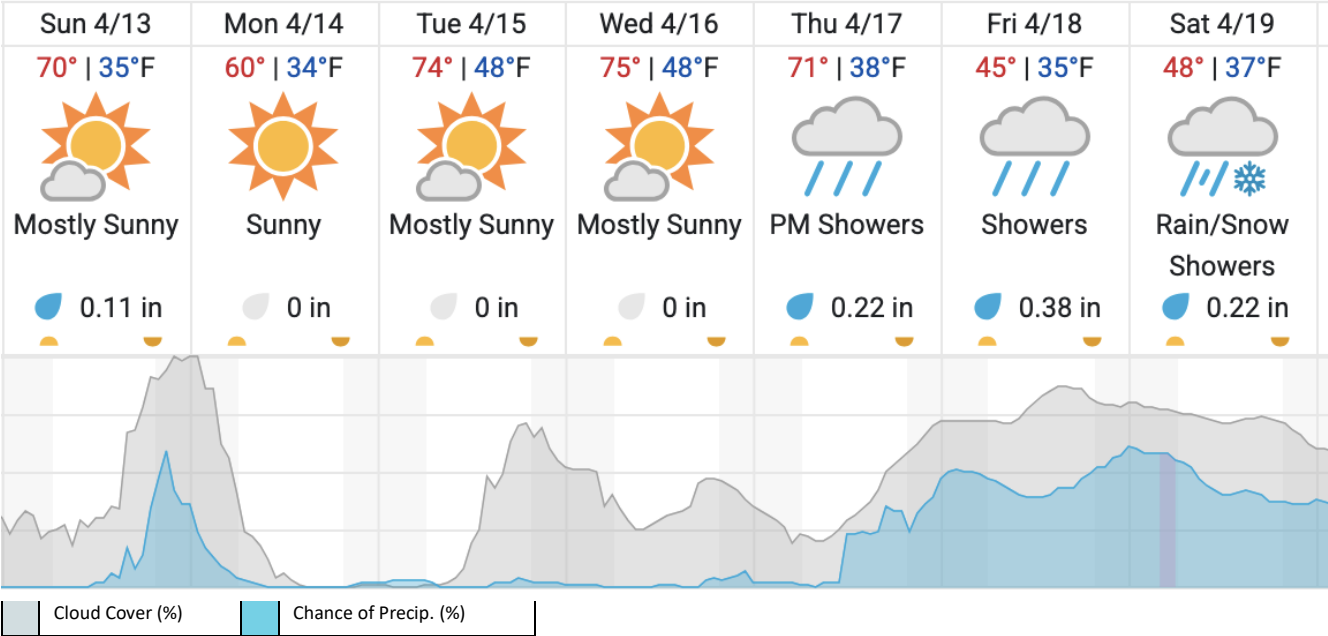 Sun 4/13 Mon 4/14 Tue 4/15 Wed 4/16 Thu 4/17 Fri 4/18 Sat 4/19
70° | 35°F 60° | 34°F 74° | 48°F 75° | 48°F 71° | 38°F 45° | 35°F 48° | 37°F
Mostly Sunny Sunny Mostly Sunny Mostly Sunny PM Showers Showers Rain/Snow
Showers
0.11 in 0 in 0 in 0 in 0.22 in 0.38 in 0.22 in
Cloud Cover (%) Chance of Precip. (%)